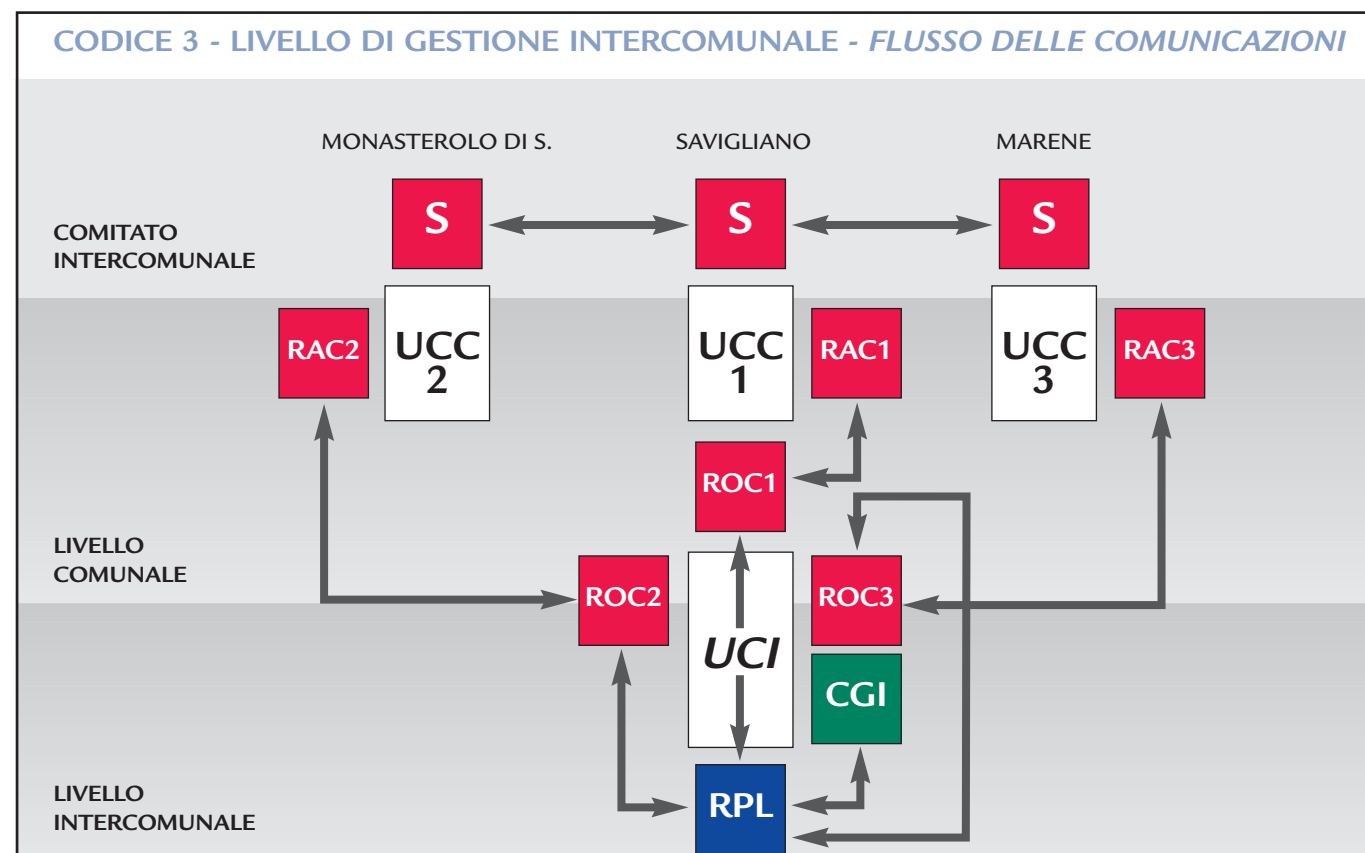 CODICE 3 - LIVELLO DI GESTIONE INTERCOMUNALE - FLUSSO DELLE COMUNICAZIONI
MONASTEROLO DI S.
SAVIGLIANO
MARENE
S
S
S
COMITATO
INTERCOMUNALE
RAC2
UCC
2
UCC
1
RAC1
UCC
3
RAC3
ROC1
LIVELLO
COMUNALE
ROC2
ROC3
UCI
CGI
RPL
LIVELLO
INTERCOMUNALE